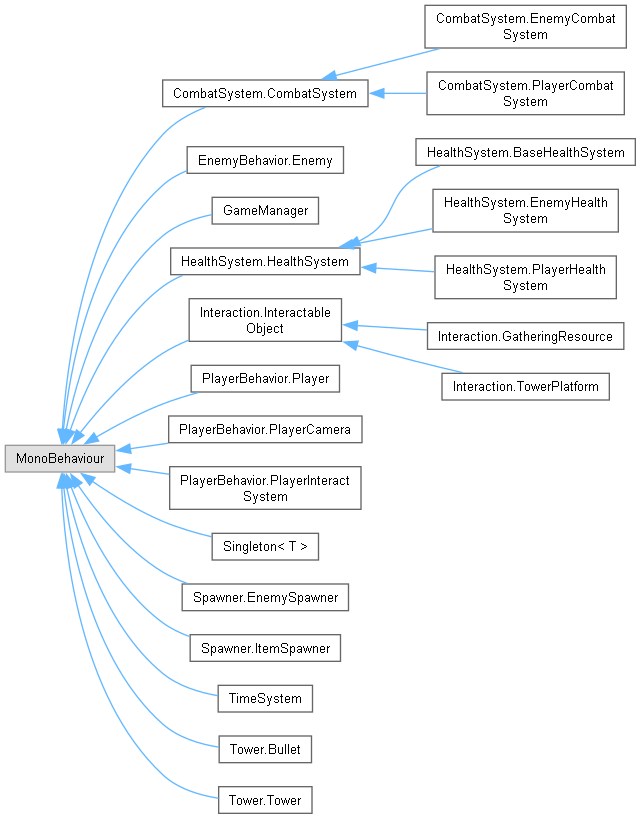 CombatSystem.EnemyCombat
System
CombatSystem.CombatSystem
CombatSystem.PlayerCombat
System
EnemyBehavior.Enemy
HealthSystem.BaseHealthSystem
GameManager
HealthSystem.EnemyHealth
System
HealthSystem.HealthSystem
HealthSystem.PlayerHealth
System
Interaction.Interactable
Object
Interaction.GatheringResource
PlayerBehavior.Player
Interaction.TowerPlatform
PlayerBehavior.PlayerCamera
MonoBehaviour
PlayerBehavior.PlayerInteract
System
Singleton< T >
Spawner.EnemySpawner
Spawner.ItemSpawner
TimeSystem
Tower.Bullet
Tower.Tower